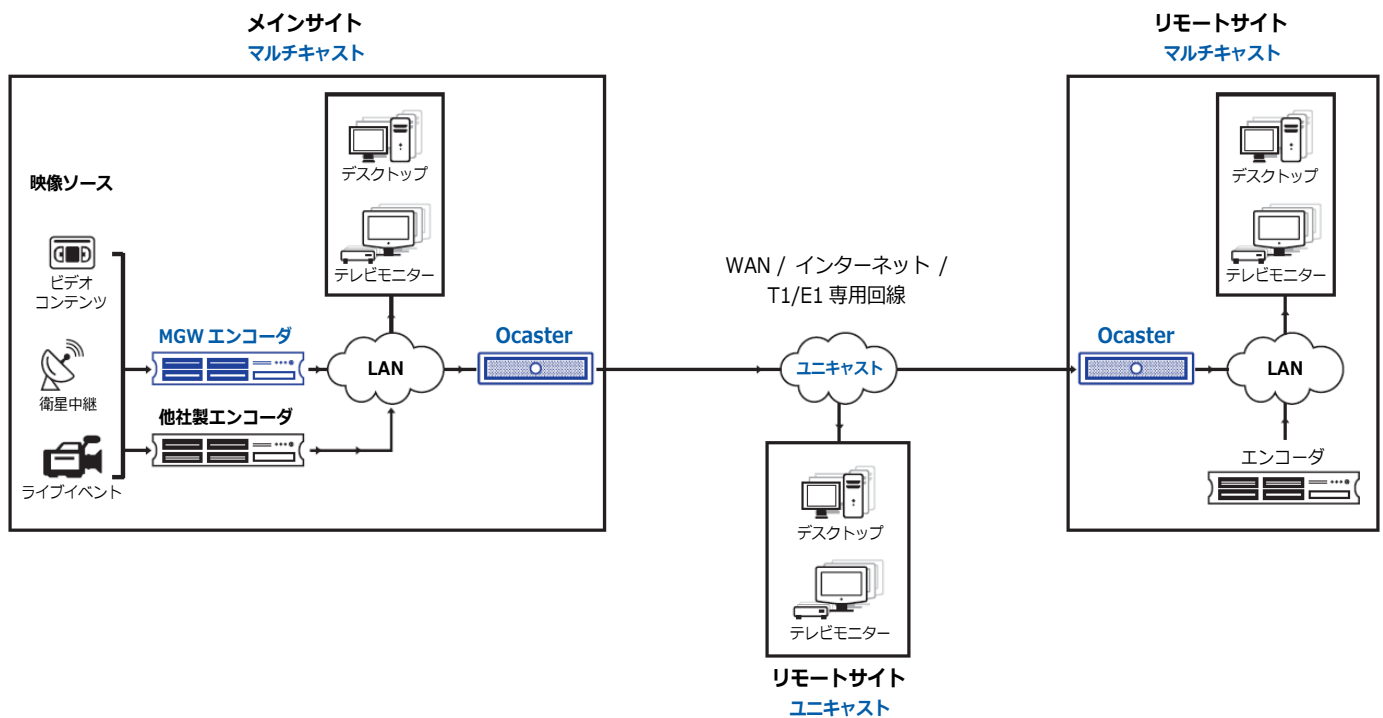 メインサイト
マルチキャスト
映像ソース
ビデオ
コンテンツ
衛星中継
ライブイベント
MGW エンコーダ
他社製エンコーダ
デスクトップ
テレビモニター
LAN
Ocaster
WAN / インターネット /
T1/E1 専用回線
ユニキャスト
デスクトップ
テレビモニター
リモートサイト
ユニキャスト
リモートサイト
マルチキャスト
デスクトップ
テレビモニター
Ocaster
LAN
エンコーダ